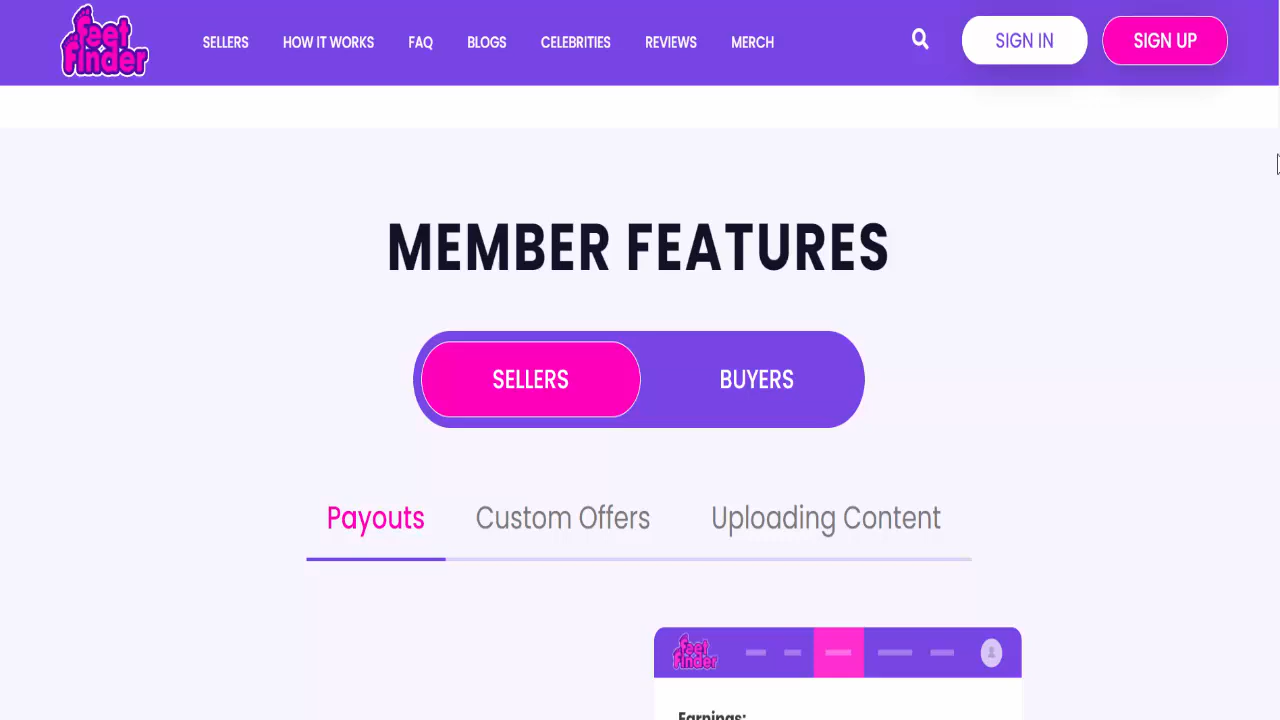 feet finder
SELLERS HOW IT WORKS FAQ BLOGS CELEBRITIES REVIEWS MERCH SIGN IN SIGN UP
MEMBER FEATURES
SELLERS BUYERS
Payouts Custom Offers Uploading Content
feet finder
Earnings: